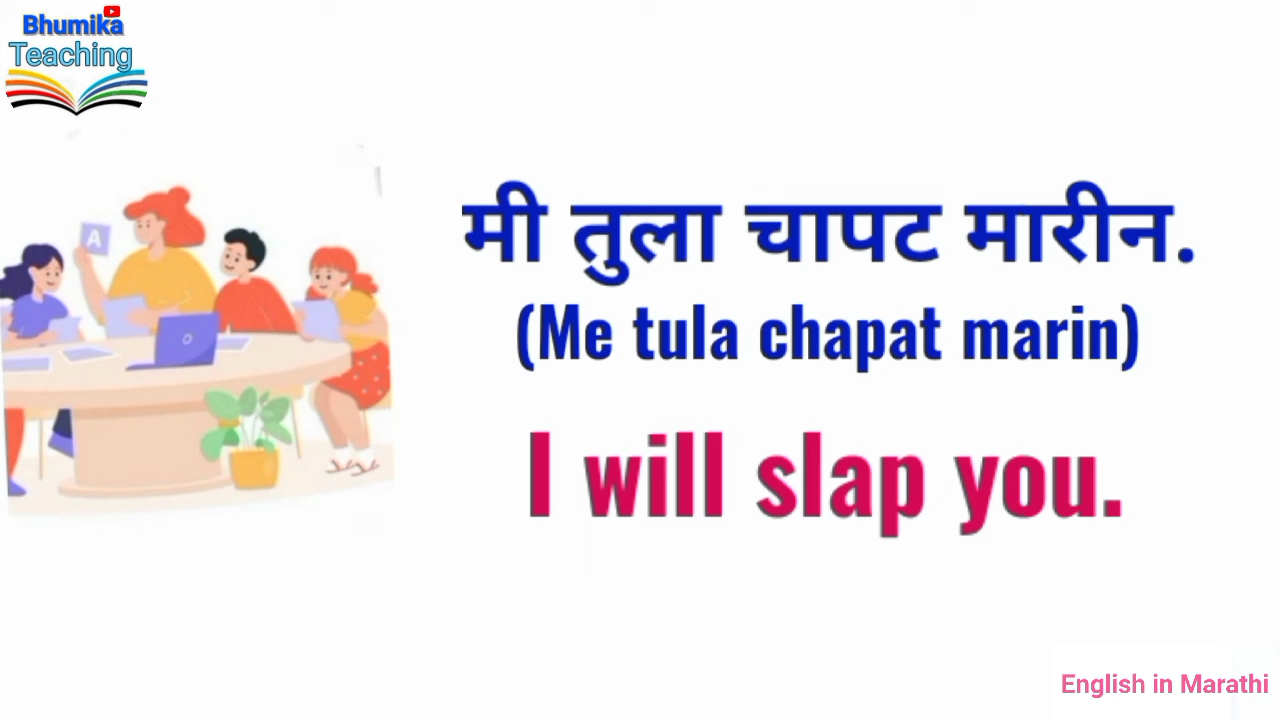 Bhumika
Teaching
A
मी तुला चापट मारीन.
(Me tula chapat marin)
I will slap you.
English in Marathi